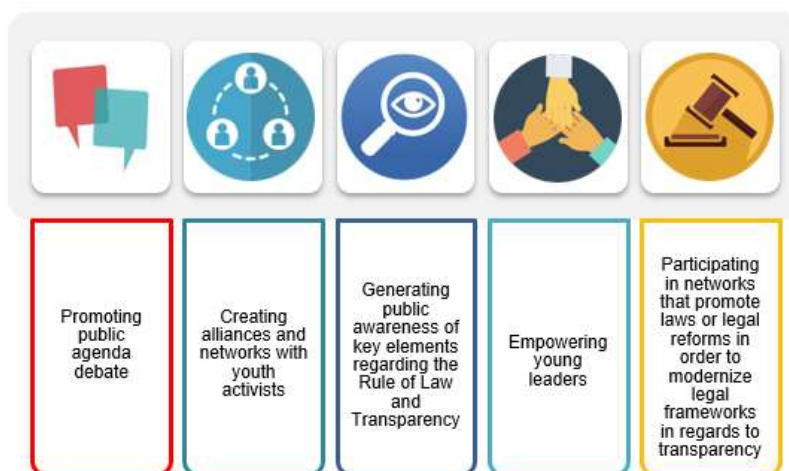 Promoting
public
agenda
debate
Creating
alliances and
networks with
youth
activists
Generating
public
awareness of
key elements
regarding the
Rule of Law
and
Transparency
Empowering
young
leaders
Participating
in networks
that promote
laws or legal
reforms in
order to
modernize
legal
frameworks
in regards to
transparency